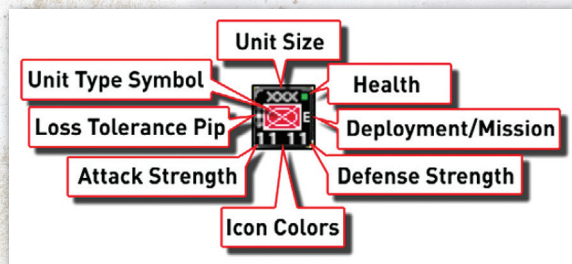 Unit Size
Unit Type Symbol
Health
XXX
Loss Tolerance Pip
E
Deployment/Mission
11 11
Attack Strength
Defense Strength
Icon Colors